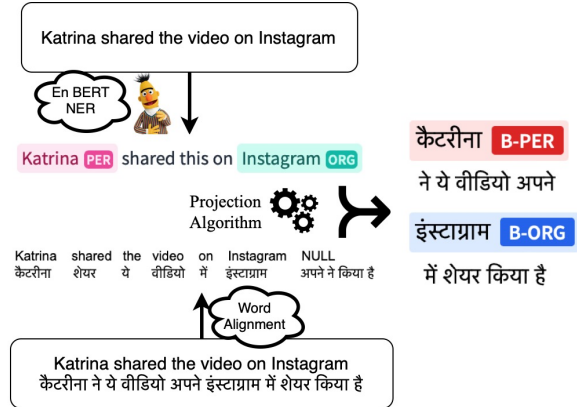 Katrina shared the video on Instagram
En BERT
NER
Katrina PER shared this on Instagram ORG
Projection
Algorithm
Katrina shared the video on Instagram NULL
कैटरीना शेयर ये वीडियो में इंस्टाग्राम अपने ने किया है
Word
Alignment
Katrina shared the video on Instagram
कैटरीना ने ये वीडियो अपने इंस्टाग्राम में शेयर किया है
कैटरीना B-PER
ने ये वीडियो अपने
इंस्टाग्राम B-ORG
में शेयर किया है